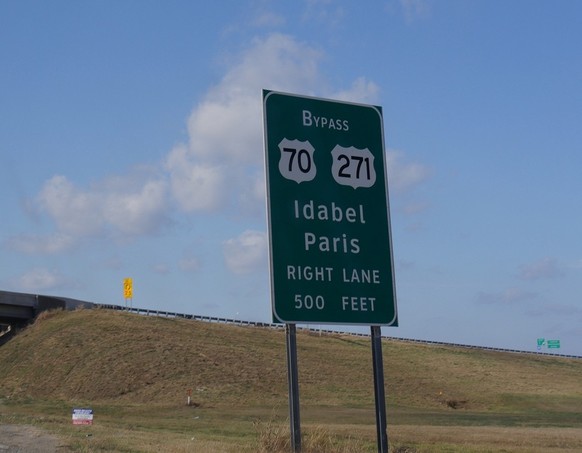 BYPASS
70 271
Idabel
Paris
RIGHT LANE
500 FEET